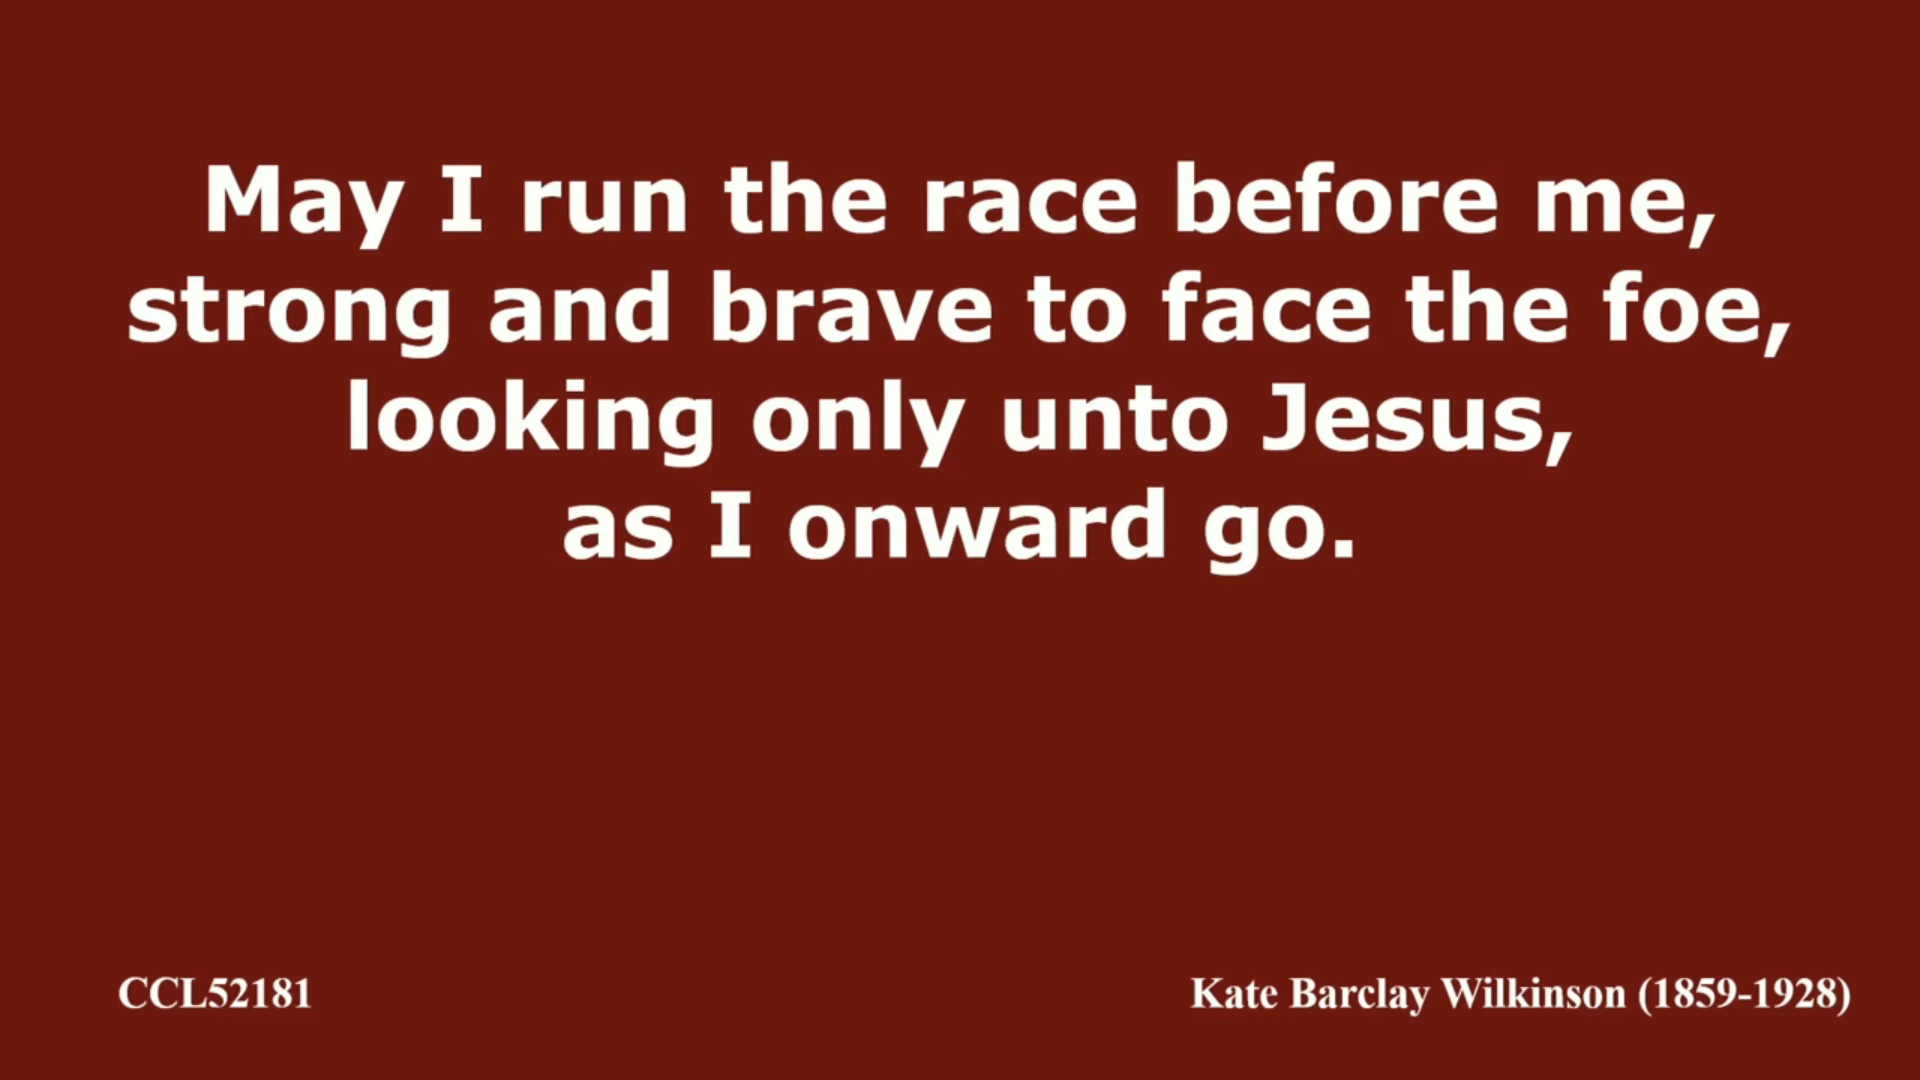 May I run the race before me,
strong and brave to face the foe,
looking only unto Jesus,
as I onward go.
CCL52181
Kate Barclay Wilkinson (1859-1928)